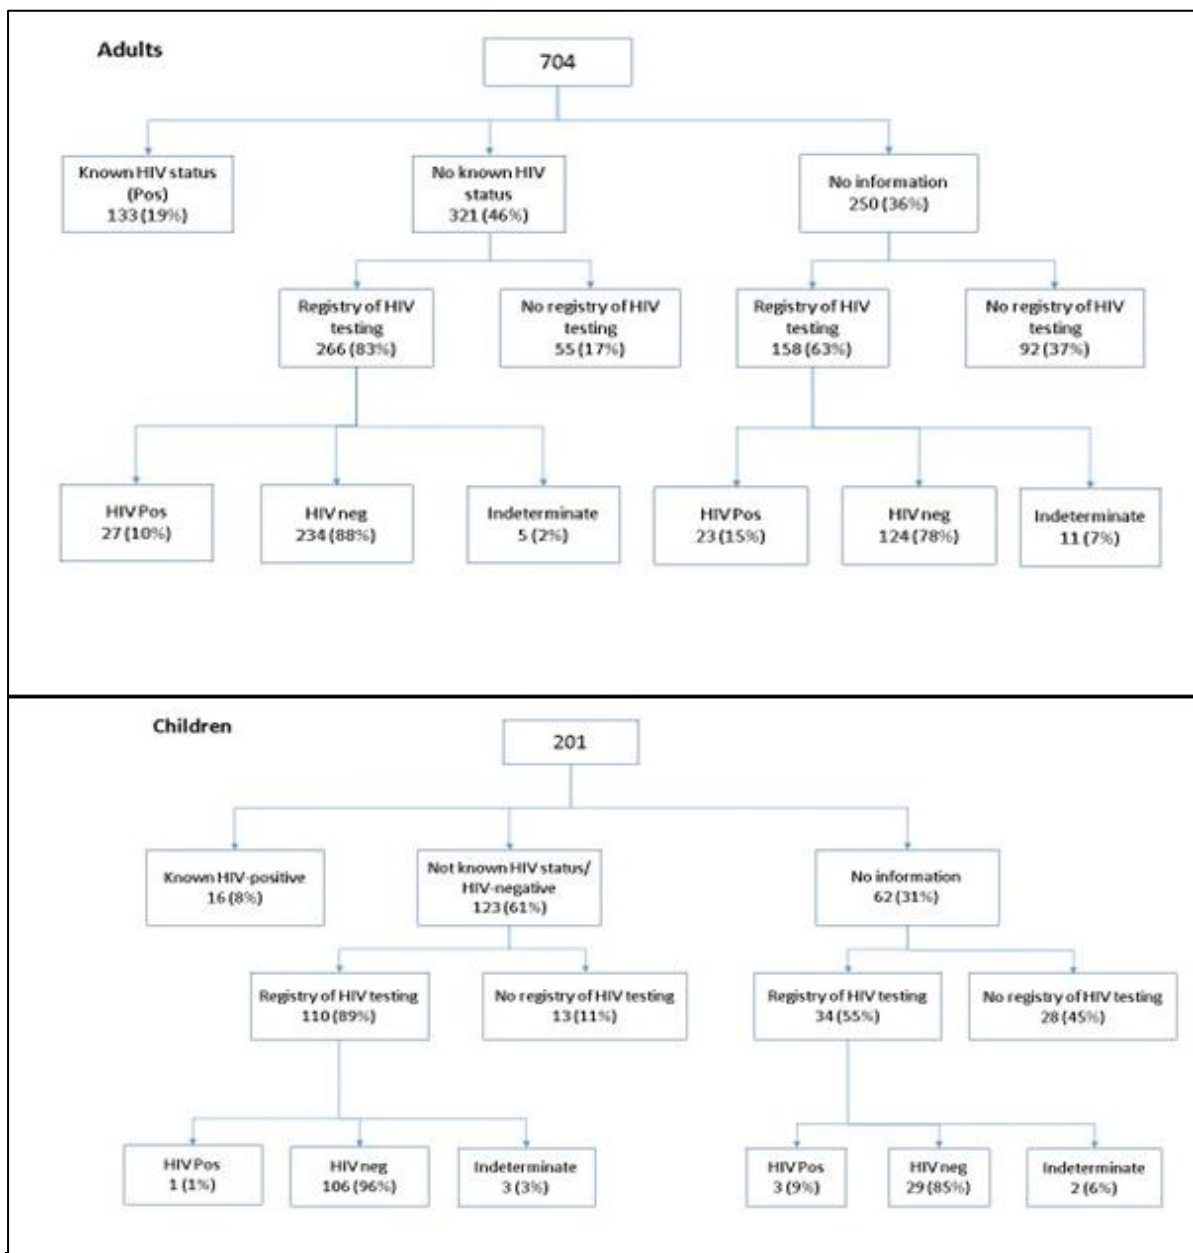 Adults
704
Known HIV status
(Pos)
133 (19%)
No known HIV
status
321 (46%)
No information
250 (36%)
Registry of HIV
testing
266 (83%)
No registry of HIV
testing
55 (17%)
Registry of HIV
testing
158 (63%)
No registry of HIV
testing
92 (37%)
HIV Pos
27 (10%)
HIV neg
234 (88%)
Indeterminate
5 (2%)
HIV Pos
23 (15%)
HIV neg
124 (78%)
Indeterminate
11 (7%)
Children
201
Known HIV-positive
16 (8%)
Not known HIV status/
HIV-negative
123 (61%)
No information
62 (31%)
Registry of HIV testing
110 (89%)
No registry of HIV testing
13 (11%)
Registry of HIV testing
34 (55%)
No registry of HIV testing
28 (45%)
HIV Pos
1 (1%)
HIV neg
106 (96%)
Indeterminate
3 (3%)
HIV Pos
3 (9%)
HIV neg
29 (85%)
Indeterminate
2 (6%)